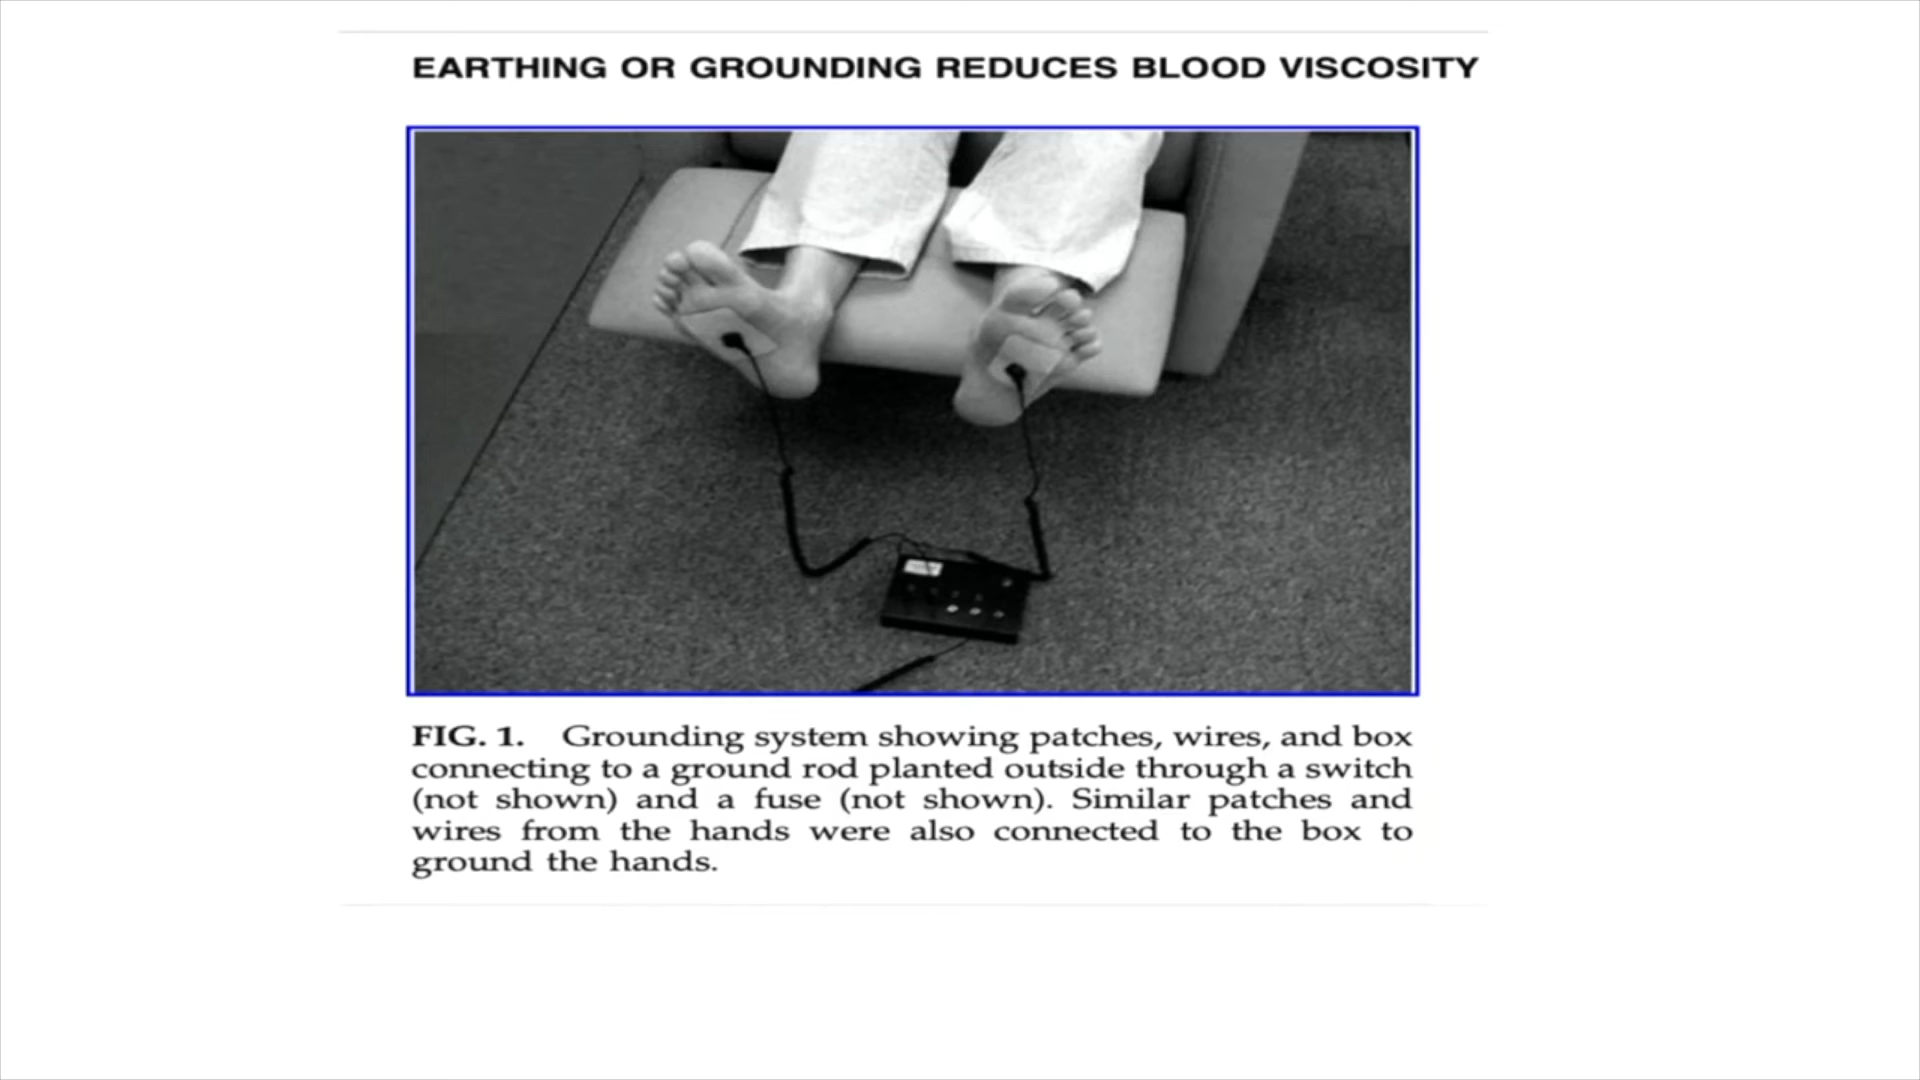 EARTHING OR GROUNDING REDUCES BLOOD VISCOSITY
FIG. 1. Grounding system showing patches, wires, and box
connecting to a ground rod planted outside through a switch
(not shown) and a fuse (not shown). Similar patches and
wires from the hands were also connected to the box to
ground the hands.